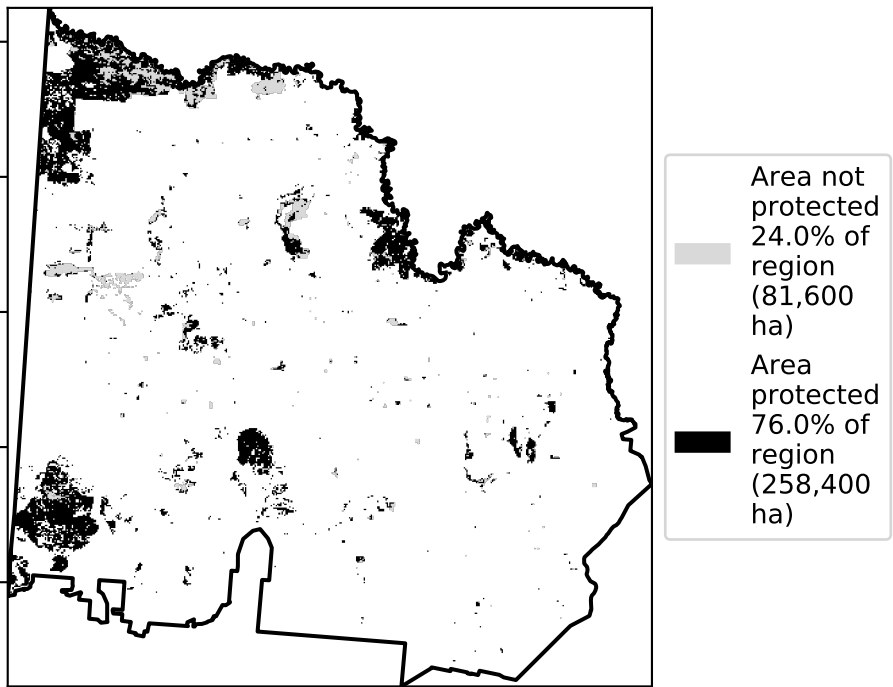 Area not
protected
24.0% of
region
(81,600
ha)
Area
protected
76.0% of
region
(258,400
ha)